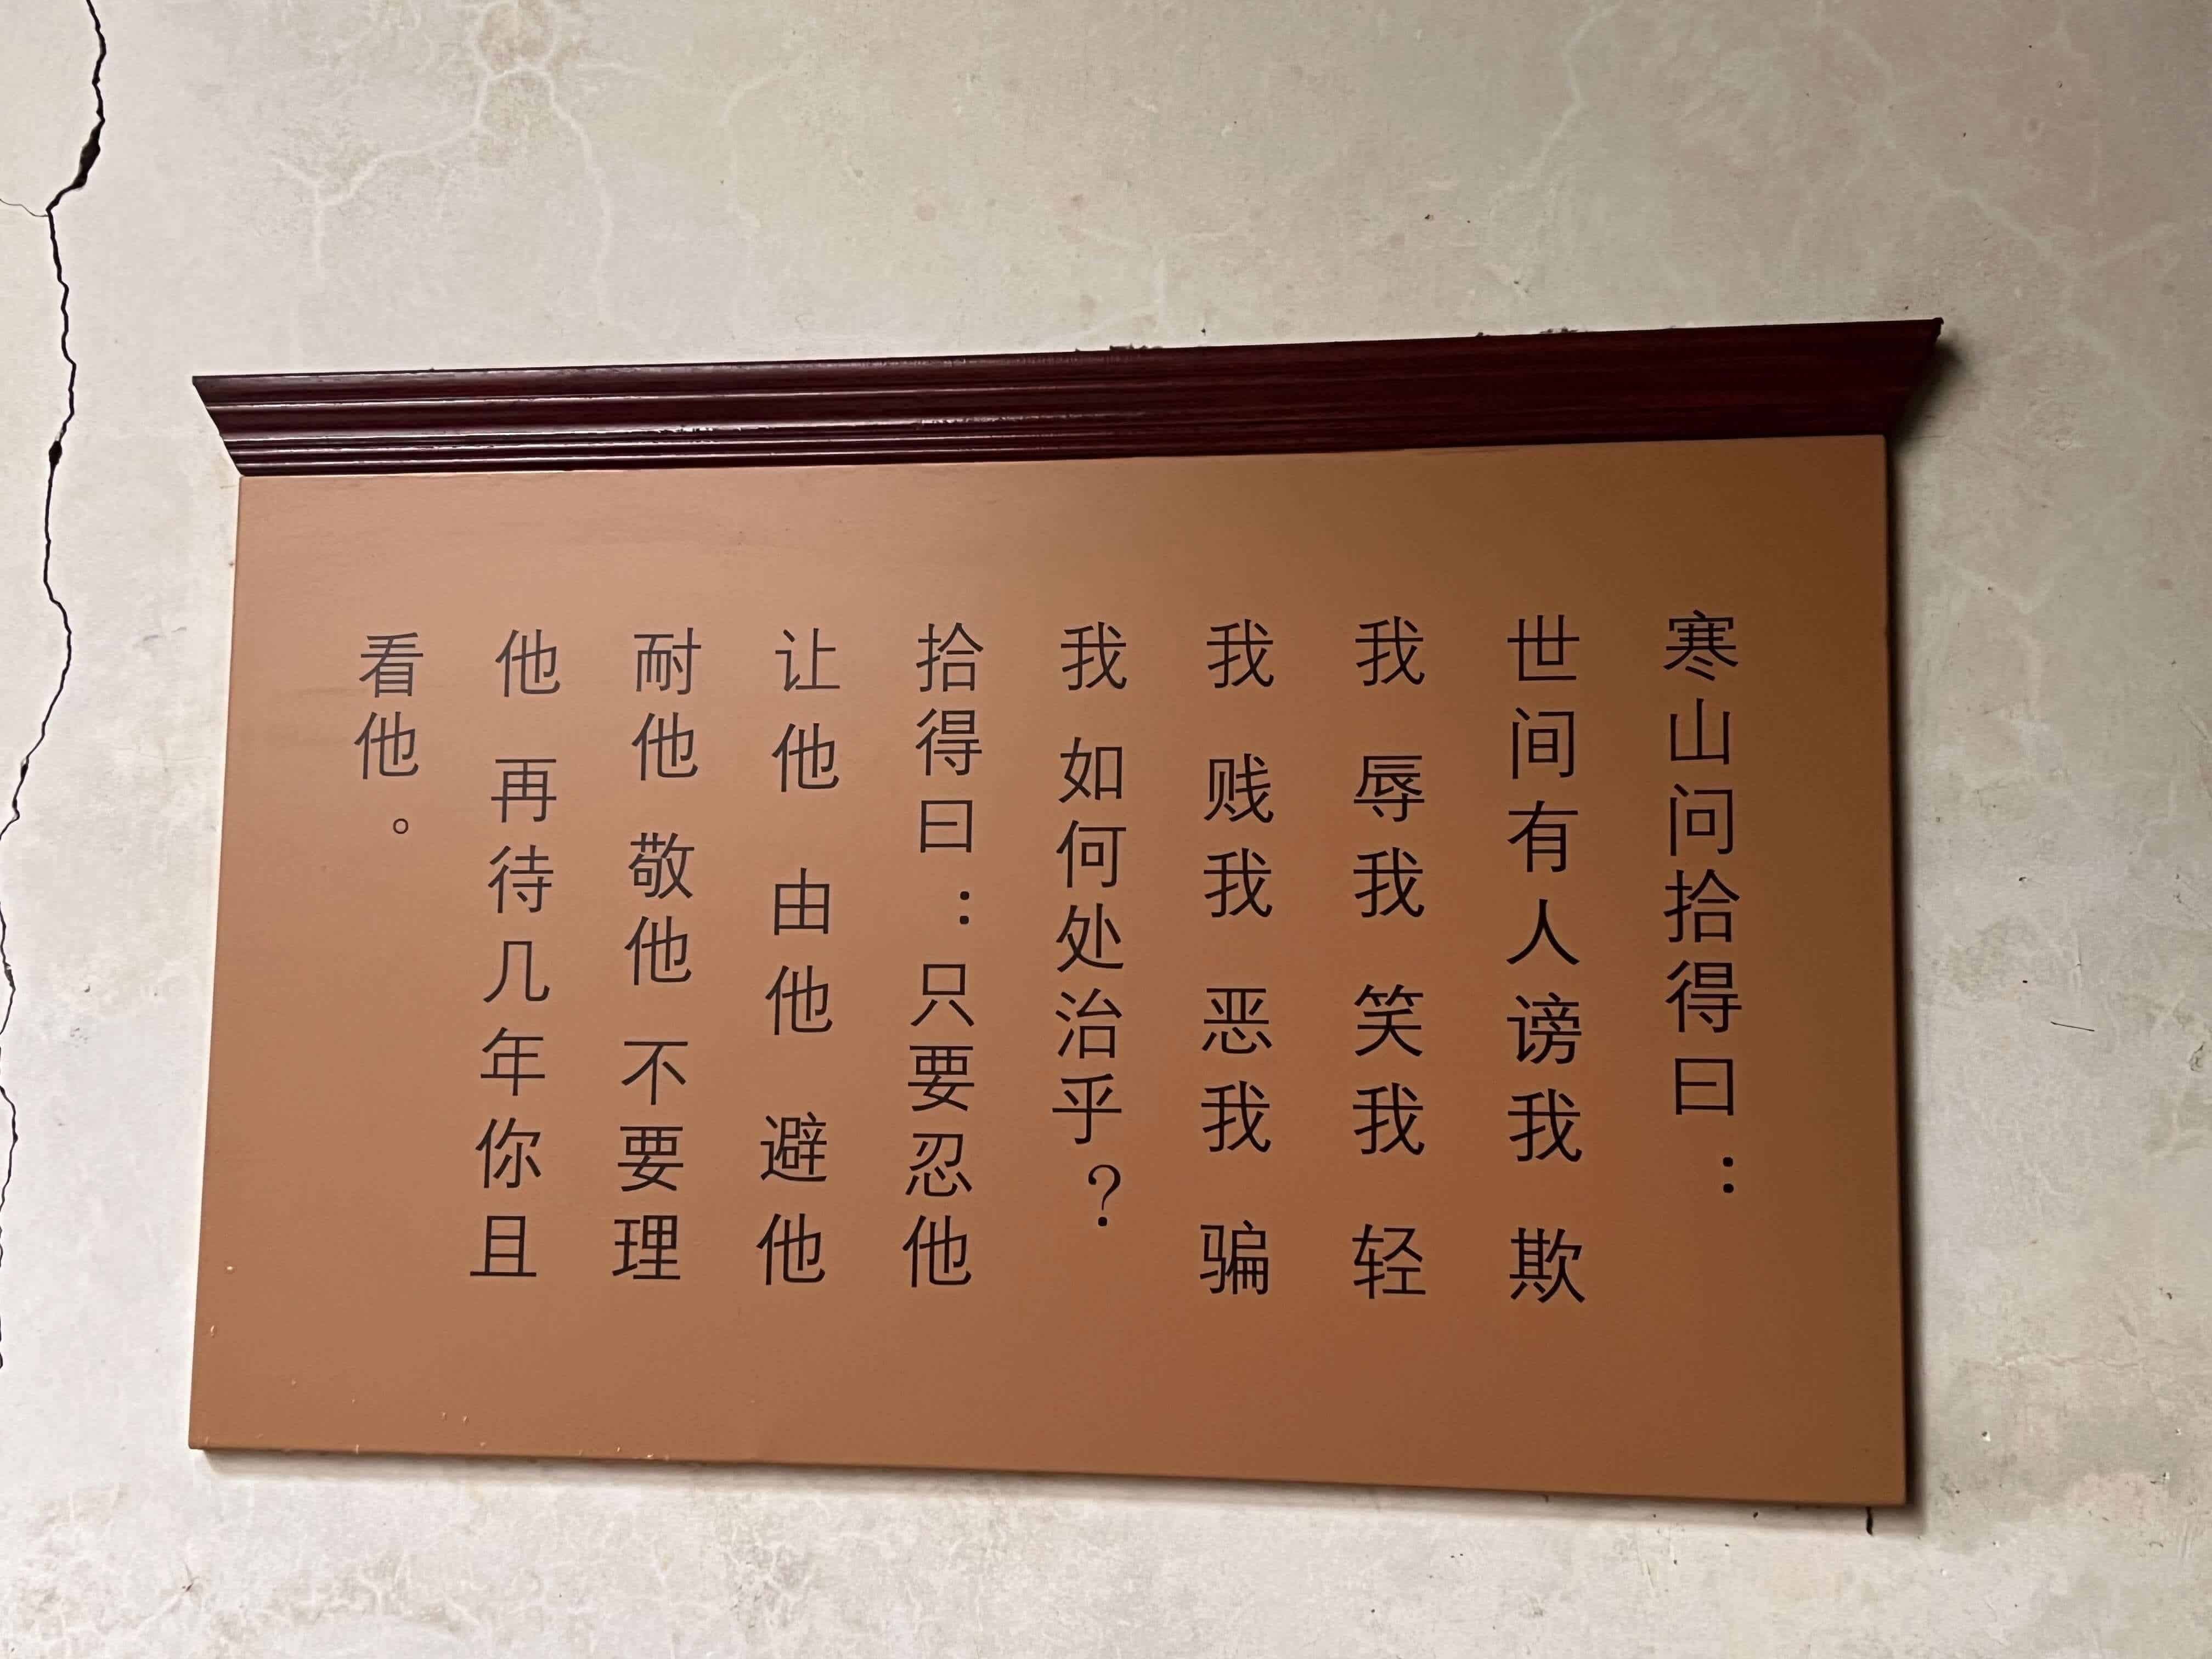 寒山问拾得曰：
世间有人谤我 欺
我 辱我 笑我 轻
我 贱我 恶我 骗
我 如何处治乎？
拾得曰：只要忍他
让他 由他 避他
耐他 敬他 不要理
他 再待几年你且
看他。